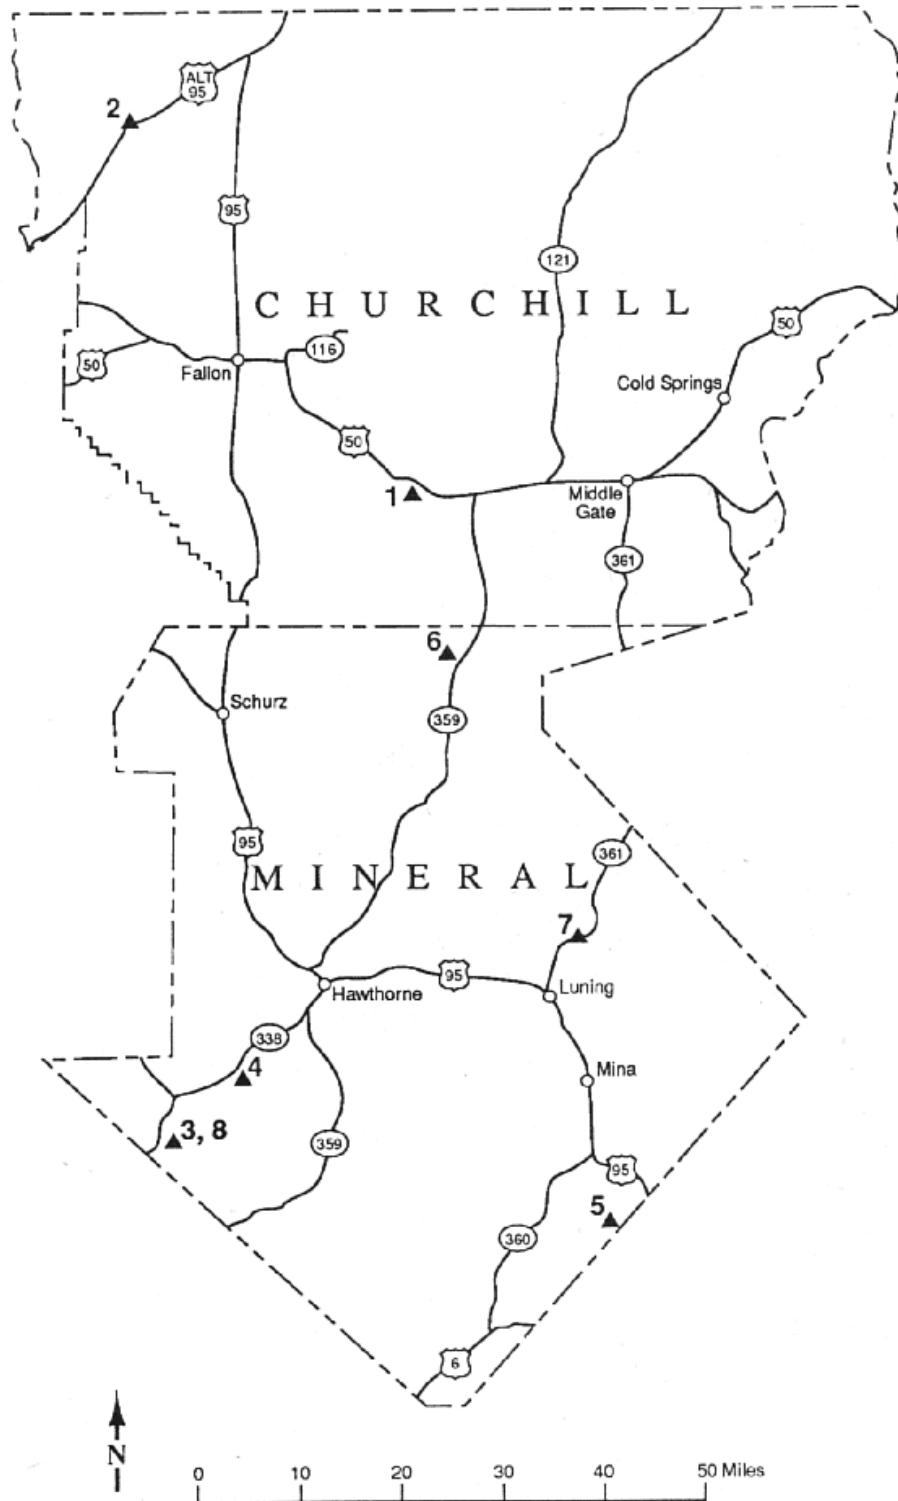 ALT
95
2
95
121
C H U R C H I L L
50
116
50
Fallon
Cold Springs
50
1
Middle
Gate
361
6
Schurz
359
95
361
M I N E R A L
7
95
Luning
Hawthorne
338
4
Mina
3, 8
359
95
5
360
6
N
0 10 20 30 40 50 Miles